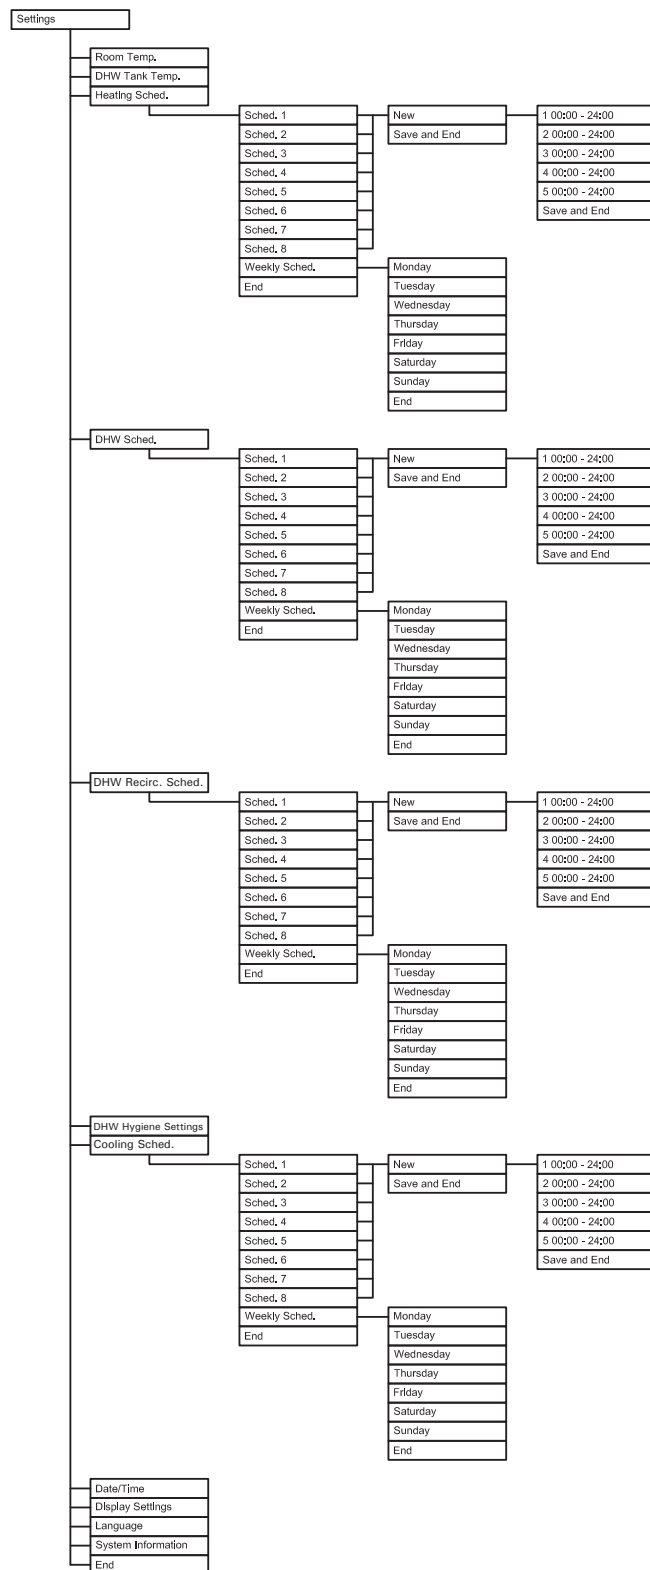 Settings
Room Temp.
DHW Tank Temp.
Heating Sched.
Sched. 1
Sched. 2
Sched. 3
Sched. 4
Sched. 5
Sched. 6
Sched. 7
Sched. 8
Weekly Sched.
End
New
Save and End
1 00:00 - 24:00
2 00:00 - 24:00
3 00:00 - 24:00
4 00:00 - 24:00
5 00:00 - 24:00
Save and End
Monday
Tuesday
Wednesday
Thursday
Friday
Saturday
Sunday
End
DHW Sched.
Sched. 1
Sched. 2
Sched. 3
Sched. 4
Sched. 5
Sched. 6
Sched. 7
Sched. 8
Weekly Sched.
End
New
Save and End
1 00:00 - 24:00
2 00:00 - 24:00
3 00:00 - 24:00
4 00:00 - 24:00
5 00:00 - 24:00
Save and End
Monday
Tuesday
Wednesday
Thursday
Friday
Saturday
Sunday
End
DHW Recirc. Sched.
Sched. 1
Sched. 2
Sched. 3
Sched. 4
Sched. 5
Sched. 6
Sched. 7
Sched. 8
Weekly Sched.
End
New
Save and End
1 00:00 - 24:00
2 00:00 - 24:00
3 00:00 - 24:00
4 00:00 - 24:00
5 00:00 - 24:00
Save and End
Monday
Tuesday
Wednesday
Thursday
Friday
Saturday
Sunday
End
DHW Hygiene Settings
Cooling Sched.
Sched. 1
Sched. 2
Sched. 3
Sched. 4
Sched. 5
Sched. 6
Sched. 7
Sched. 8
Weekly Sched.
End
New
Save and End
1 00:00 - 24:00
2 00:00 - 24:00
3 00:00 - 24:00
4 00:00 - 24:00
5 00:00 - 24:00
Save and End
Monday
Tuesday
Wednesday
Thursday
Friday
Saturday
Sunday
End
Date/Time
Display Settings
Language
System Information
End